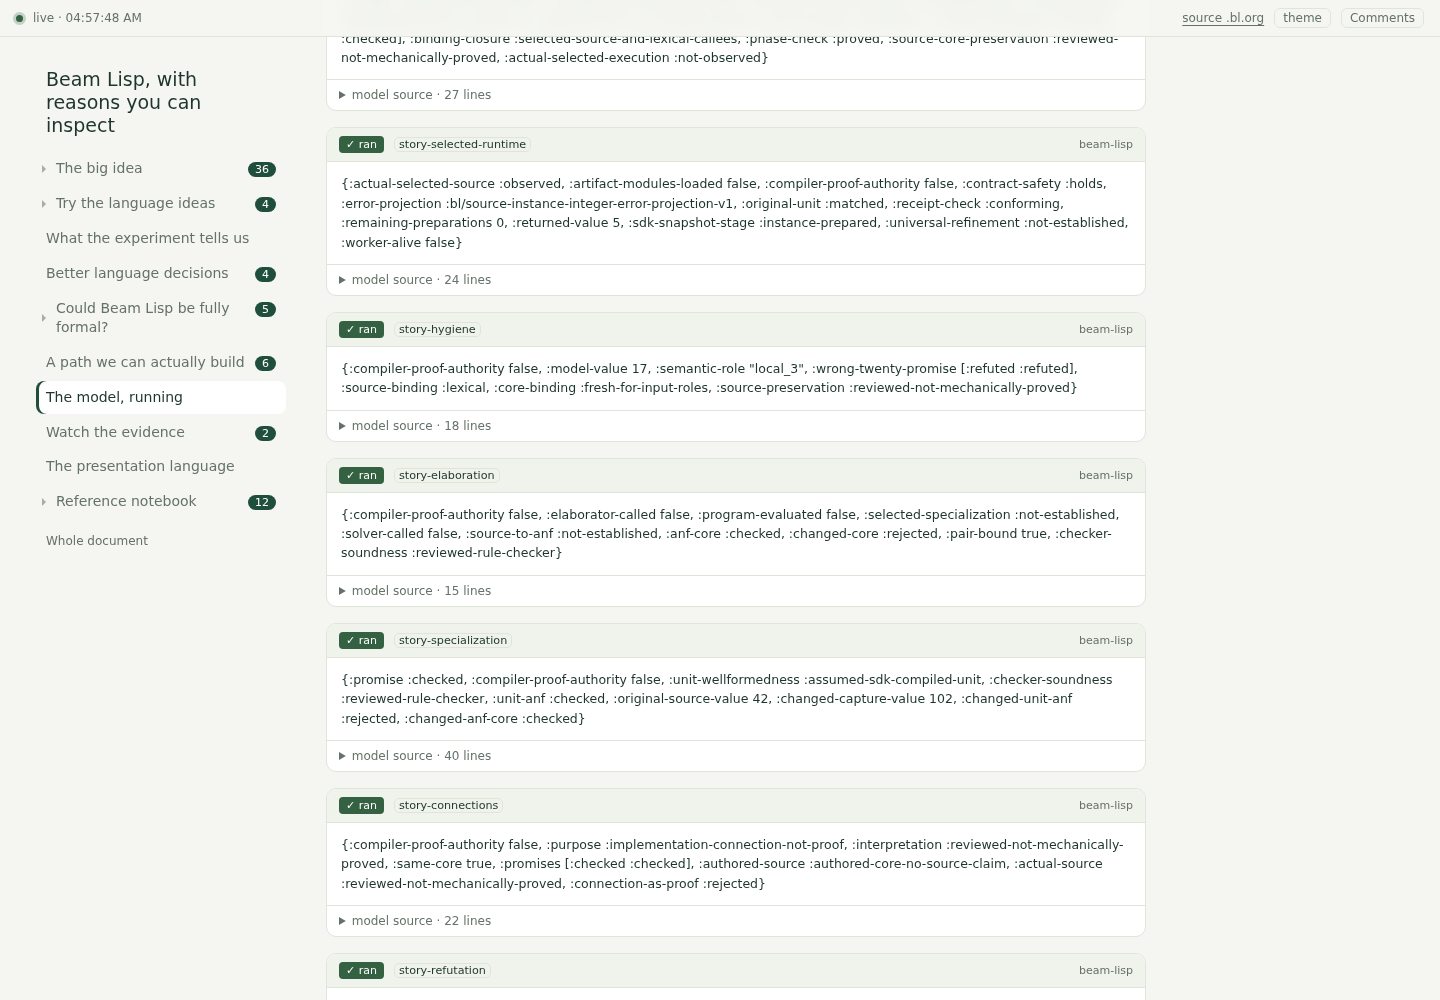 live · 04:57:48 AM
source .bl.org
theme
Comments
Beam Lisp, with
reasons you can
inspect
The big idea 36
Try the language ideas 4
What the experiment tells us
Better language decisions 4
Could Beam Lisp be fully
formal? 5
A path we can actually build 6
The model, running
Watch the evidence 2
The presentation language
Reference notebook 12
Whole document
:checked], :binding-closure :selected-source-and-lexical-callees, :phase-check :proved, :source-core-preservation :reviewed-
not-mechanically-proved, :actual-selected-execution :not-observed}
model source · 27 lines
✓ ran story-selected-runtime beam-lisp
{:actual-selected-source :observed, :artifact-modules-loaded false, :compiler-proof-authority false, :contract-safety :holds,
:error-projection :bl/source-instance-integer-error-projection-v1, :original-unit :matched, :receipt-check :conforming,
:remaining-preparations 0, :returned-value 5, :sdk-snapshot-stage :instance-prepared, :universal-refinement :not-established,
:worker-alive false}
model source · 24 lines
✓ ran story-hygiene beam-lisp
{:compiler-proof-authority false, :model-value 17, :semantic-role "local_3", :wrong-twenty-promise [:refuted :refuted],
:source-binding :lexical, :core-binding :fresh-for-input-roles, :source-preservation :reviewed-not-mechanically-proved}
model source · 18 lines
✓ ran story-elaboration beam-lisp
{:compiler-proof-authority false, :elaborator-called false, :program-evaluated false, :selected-specialization :not-established,
:solver-called false, :source-to-anf :not-established, :anf-core :checked, :changed-core :rejected, :pair-bound true, :checker-
soundness :reviewed-rule-checker}
model source · 15 lines
✓ ran story-specialization beam-lisp
{:promise :checked, :compiler-proof-authority false, :unit-wellformedness :assumed-sdk-compiled-unit, :checker-soundness
:reviewed-rule-checker, :unit-anf :checked, :original-source-value 42, :changed-capture-value 102, :changed-unit-anf
:rejected, :changed-anf-core :checked}
model source · 40 lines
✓ ran story-connections beam-lisp
{:compiler-proof-authority false, :purpose :implementation-connection-not-proof, :interpretation :reviewed-not-mechanically-
proved, :same-core true, :promises [:checked :checked], :authored-source :authored-core-no-source-claim, :actual-source
:reviewed-not-mechanically-proved, :connection-as-proof :rejected}
model source · 22 lines
✓ ran story-refutation beam-lisp